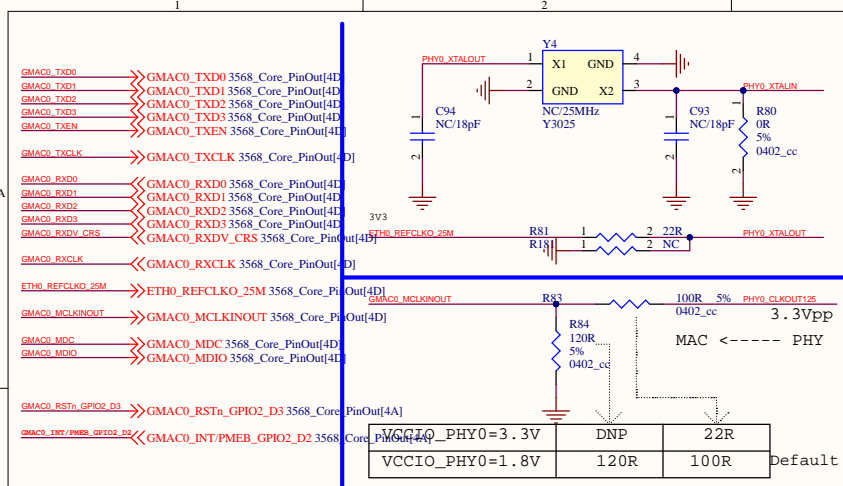 1 2
A
GMAC0_TXD0 GMAC0_TXD0 3568_Core_PinOut[4D]
GMAC0_TXD1 GMAC0_TXD1 3568_Core_PinOut[4D]
GMAC0_TXD2 GMAC0_TXD2 3568_Core_PinOut[4D]
GMAC0_TXD3 GMAC0_TXD3 3568_Core_PinOut[4D]
GMAC0_TXEN GMAC0_TXEN 3568_Core_PinOut[4D]
GMAC0_TXCLK GMAC0_TXCLK 3568_Core_PinOut[4D]
GMAC0_RXD0 GMAC0_RXD0 3568_Core_PinOut[4D]
GMAC0_RXD1 GMAC0_RXD1 3568_Core_PinOut[4D]
GMAC0_RXD2 GMAC0_RXD2 3568_Core_PinOut[4D]
GMAC0_RXD3 GMAC0_RXD3 3568_Core_PinOut[4D]
GMAC0_RXDV_CRS GMAC0_RXDV_CRS 3568_Core_PinOut[4D]
GMAC0_RXCLK GMAC0_RXCLK 3568_Core_PinOut[4D]
ETH0_REFCLKO_25M ETH0_REFCLKO_25M 3568_Core_PinOut[4D]
GMAC0_MCLKINOUT GMAC0_MCLKINOUT 3568_Core_PinOut[4D]
GMAC0_MDC GMAC0_MDC 3568_Core_PinOut[4D]
GMAC0_MDIO GMAC0_MDIO 3568_Core_PinOut[4D]
GMAC0_RSTn_GPIO2_D3 GMAC0_RSTn_GPIO2_D3 3568_Core_PinOut[4A]
GMAC0_INT/PMEB_GPIO2_D2 GMAC0_INT/PMEB_GPIO2_D2 3568_Core_PinOut[4A]
Y4
PHY0_XTALOUT 1 X1 GND 4
2 GND X2 3 PHY0_XTALIN
NC/25MHz
Y3025
1 C94
NC/18pF
2
1 C93
NC/18pF
2
1 R80
0R
5%
0402_cc
2
3V3
ETH0_REFCLKO_25M R81 1 2 22R PHY0_XTALOUT
R18 1 2 NC
GMAC0_MCLKINOUT R83 100R 5% PHY0_CLKOUT125
0402_cc
3.3Vpp
MAC <----- PHY
R84
120R
5%
0402_cc
VCCIO_PHY0=3.3V DNP 22R
VCCIO_PHY0=1.8V 120R 100R Default